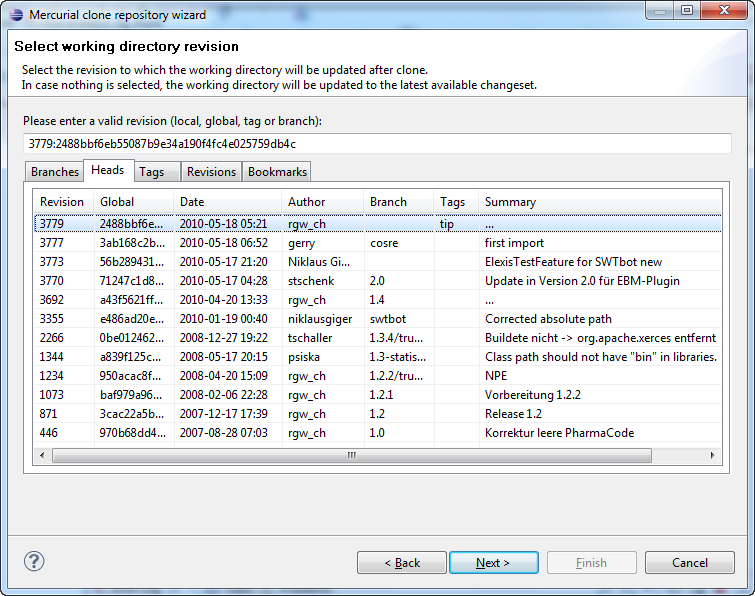 Mercurial clone repository wizard
Select working directory revision
Select the revision to which the working directory will be updated after clone.
In case nothing is selected, the working directory will be updated to the latest available changeset.
Please enter a valid revision (local, global, tag or branch):
3779:2488bbf6eb55087b9e34a190f4fc4e025759db4c
Branches Heads Tags Revisions Bookmarks
Revision Global Date Author Branch Tags Summary
3779 2488bbf6e... 2010-05-18 05:21 rgw_ch tip ...
3777 3ab168c2b... 2010-05-18 06:52 gerry cosre first import
3773 56b289431... 2010-05-17 21:20 Niklaus Gi... ElexisTestFeature for SWTbot new
3770 71247c1d8... 2010-05-17 04:28 stschenk 2.0 Update in Version 2.0 für EBM-Plugin
3692 a43f5621ff... 2010-04-20 13:33 rgw_ch 1.4 ...
3355 e486ad20e... 2010-01-19 00:40 niklausgiger swtbot Corrected absolute path
2266 0be012462... 2008-12-27 19:22 tschaller 1.3.4/tru... Buildete nicht -> org.apache.xerces entfernt
1344 a839f125c... 2008-05-17 20:15 psiska 1.3-statis... Class path should not have "bin" in libraries.
1234 950acac8f... 2008-04-20 15:09 rgw_ch 1.2.2/tru... NPE
1073 baf979a96... 2008-02-06 22:28 rgw_ch 1.2.1 Vorbereitung 1.2.2
871 3cac22a5b... 2007-12-17 17:39 rgw_ch 1.2 Release 1.2
446 970b68dd4... 2007-08-28 07:03 rgw_ch 1.0 Korrektur leere PharmaCode
< Back Next > Finish Cancel